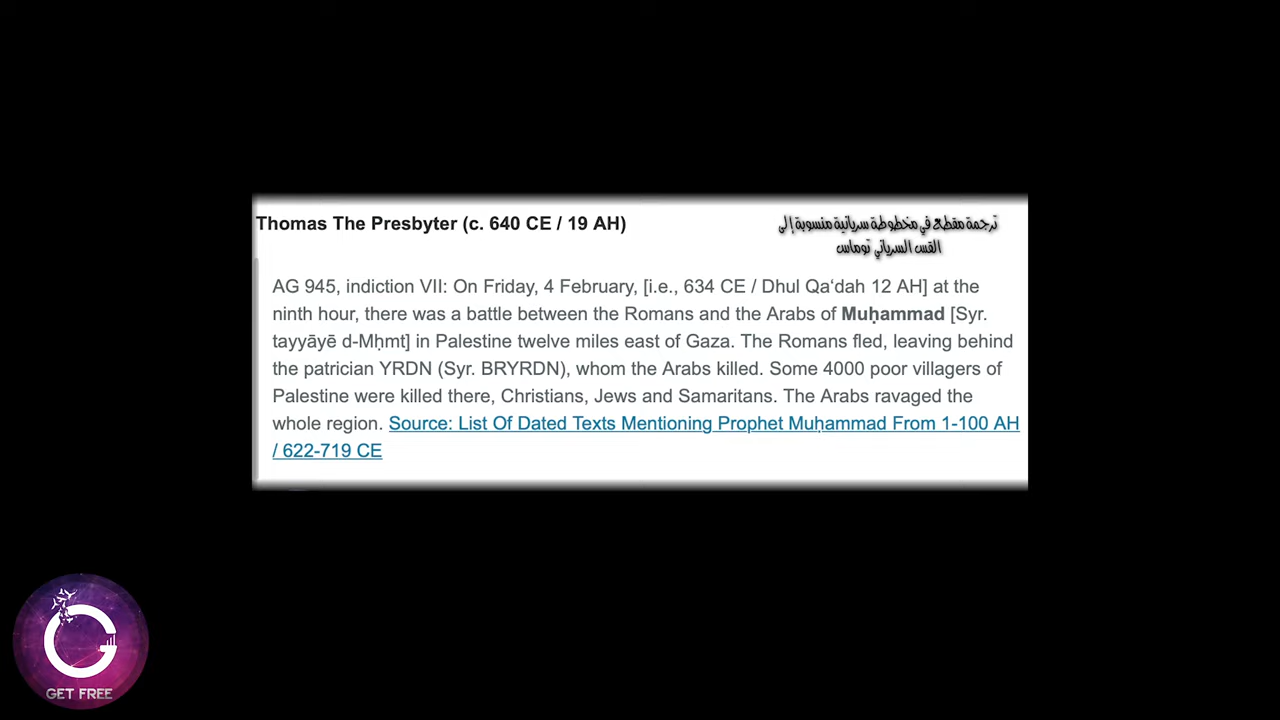 Thomas The Presbyter (c. 640 CE / 19 AH)
ترجمة مقطع في مخطوطة سريانية منسوبة إلى
القس السرياني توماس
AG 945, indiction VII: On Friday, 4 February, [i.e., 634 CE / Dhul Qa‘dah 12 AH] at the
ninth hour, there was a battle between the Romans and the Arabs of Muḥammad [Syr.
tayyāyē d-Mḥmt] in Palestine twelve miles east of Gaza. The Romans fled, leaving behind
the patrician YRDN (Syr. BRYRDN), whom the Arabs killed. Some 4000 poor villagers of
Palestine were killed there, Christians, Jews and Samaritans. The Arabs ravaged the
whole region. Source: List Of Dated Texts Mentioning Prophet Muḥammad From 1-100 AH
/ 622-719 CE
GET FREE